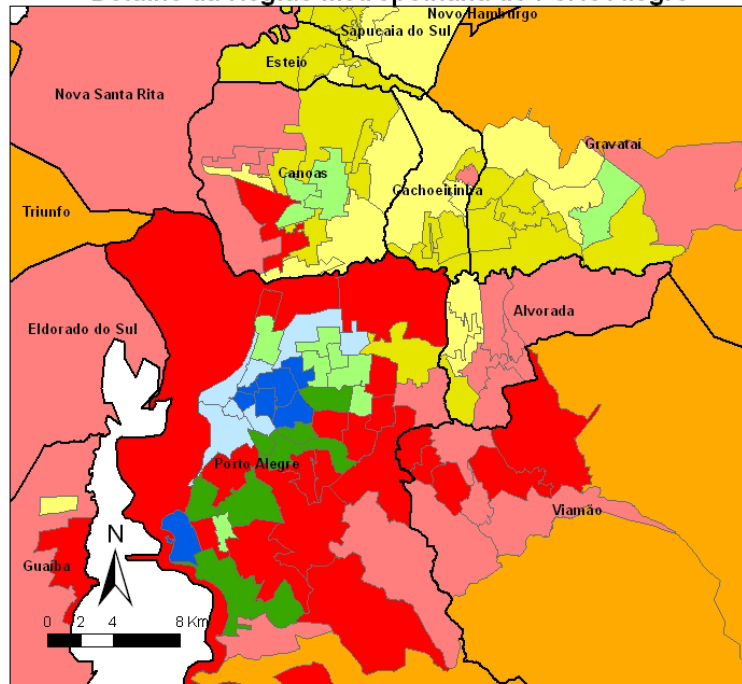 Novo Hamburgo
Sapucaia do Sul
Esteio
Nova Santa Rita
Gravataí
Canoas
Cachoeirinha
Triunfo
Alvorada
Eldorado do Sul
Porto Alegre
Viamão
N
Guaíba
0 2 4 8 Km